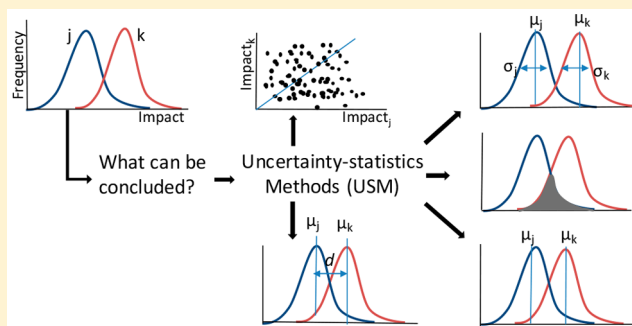 Frequency
j
k
Impact
Impactₖ
Impactⱼ
μⱼ
μₖ
σⱼ
σₖ
What can be
concluded?
Uncertainty-statistics
Methods (USM)
μⱼ
μₖ
d
μⱼ
μₖ